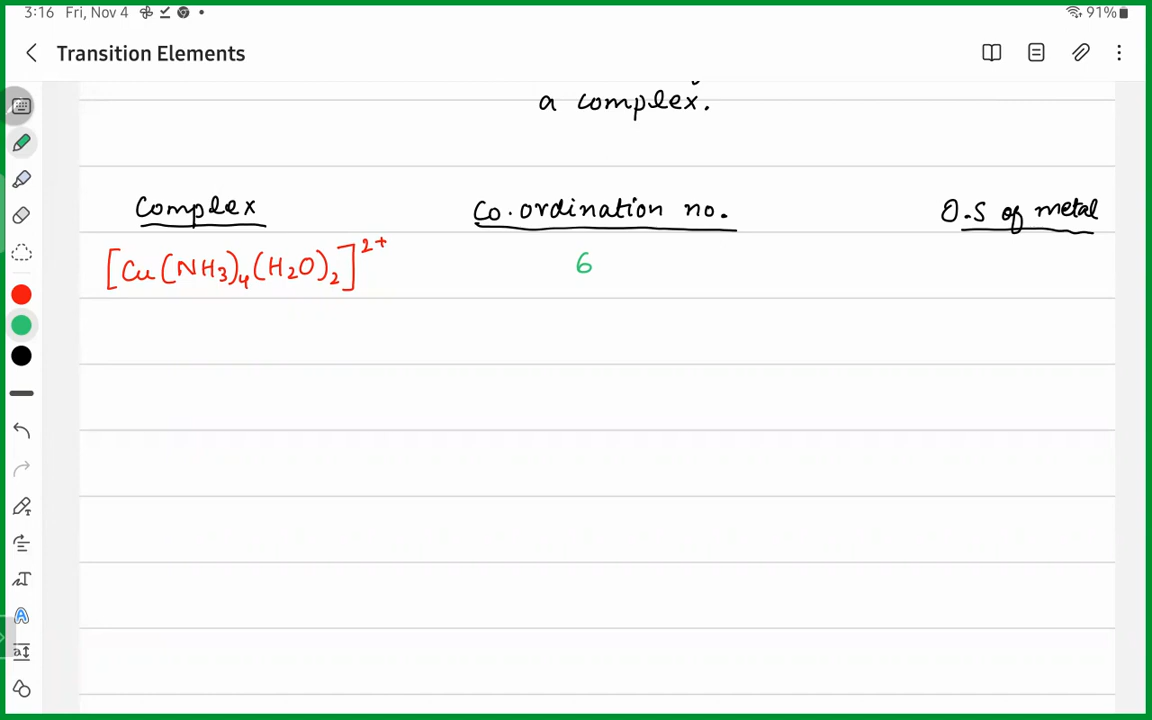 3:16 Fri, Nov 4 91%
Transition Elements
a complex.
Complex Co.ordination no. O.S of metal
[Cu(NH₃)₄(H₂O)₂]²⁺ 6